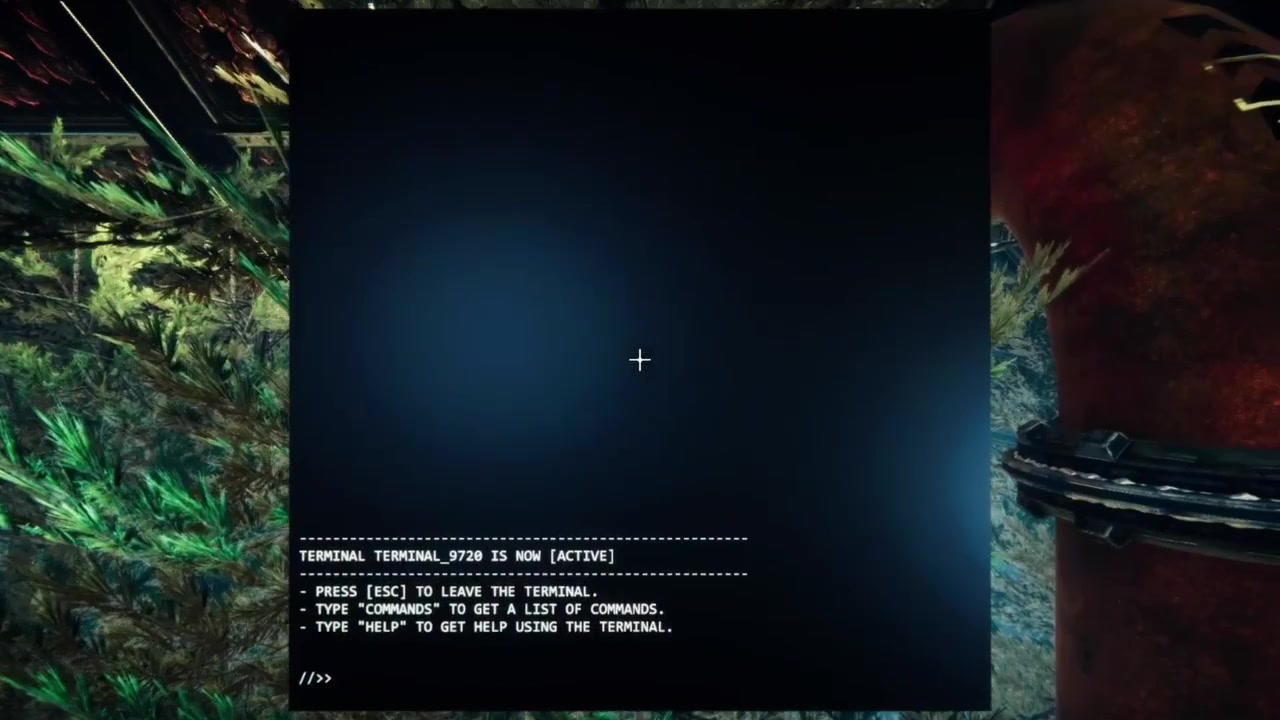 ------------------------------------------------------
TERMINAL TERMINAL_9720 IS NOW [ACTIVE]
------------------------------------------------------
- PRESS [ESC] TO LEAVE THE TERMINAL.
- TYPE "COMMANDS" TO GET A LIST OF COMMANDS.
- TYPE "HELP" TO GET HELP USING THE TERMINAL.
//>>